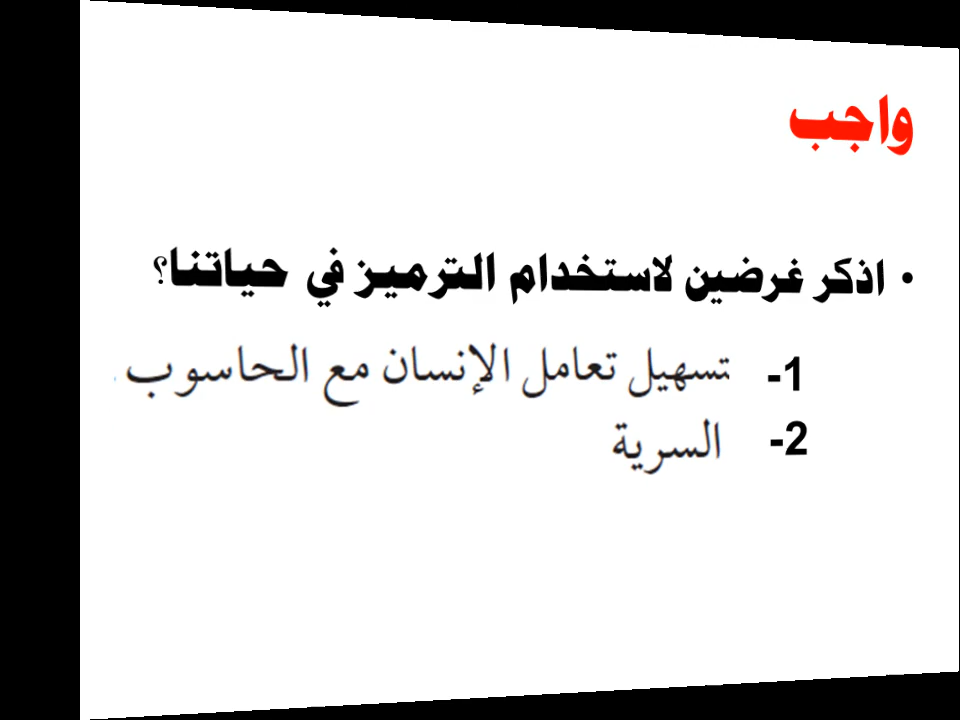 واجب
• اذكر غرضين لاستخدام الترميز في حياتنا؟
1- تسهيل تعامل الإنسان مع الحاسوب .
2- السرية